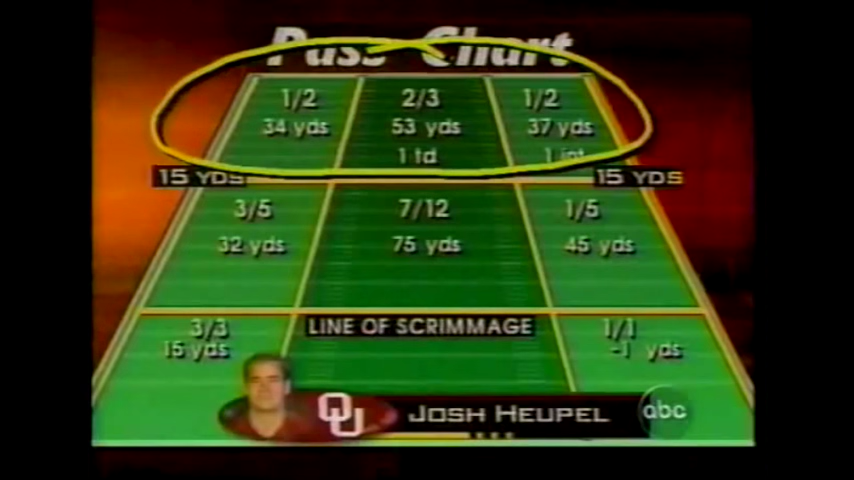 Pass Chart
1/2 2/3 1/2
34 yds 53 yds 37 yds
1 td 1 int
15 YDS 15 YDS
3/5 7/12 1/5
32 yds 75 yds 45 yds
3/3 LINE OF SCRIMMAGE 1/1
15 yds -1 yds
OU JOSH HEUPEL abc